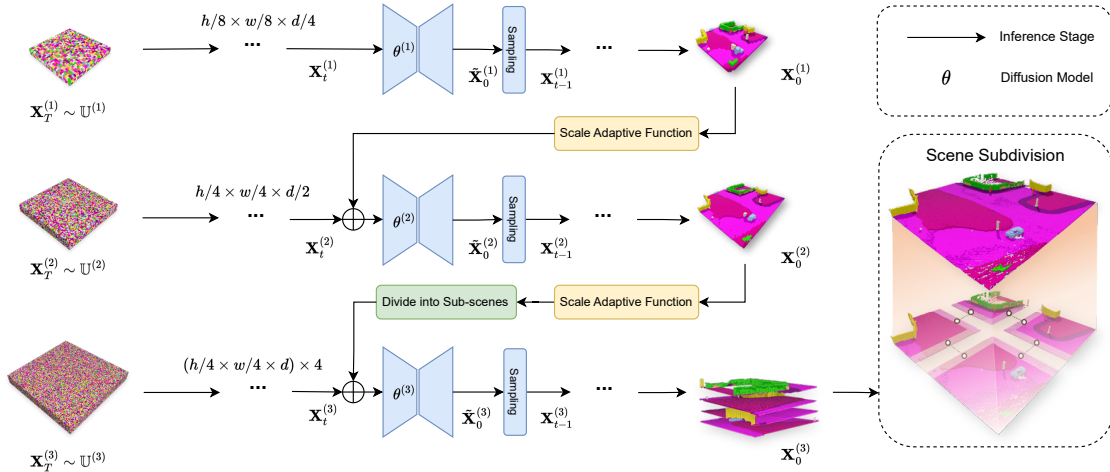 h/8 × w/8 × d/4
...
θ^(1)
Sampling
...
X_t^(1)
X̃_0^(1)
X_{t-1}^(1)
X_0^(1)
X_T^(1) ∼ 𝕌^(1)
Inference Stage
θ
Diffusion Model
Scale Adaptive Function
Scene Subdivision
h/4 × w/4 × d/2
...
θ^(2)
Sampling
...
X_t^(2)
X̃_0^(2)
X_{t-1}^(2)
X_0^(2)
X_T^(2) ∼ 𝕌^(2)
Divide into Sub-scenes
Scale Adaptive Function
(h/4 × w/4 × d) × 4
...
θ^(3)
Sampling
...
X_t^(3)
X̃_0^(3)
X_{t-1}^(3)
X_0^(3)
X_T^(3) ∼ 𝕌^(3)